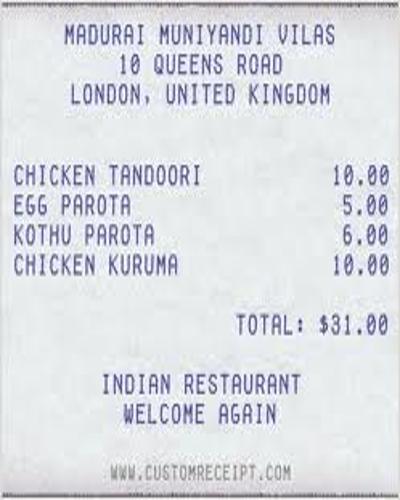 MADURAI MUNIYANDI VILAS
10 QUEENS ROAD
LONDON, UNITED KINGDOM
CHICKEN TANDOORI 10.00
EGG PAROTA 5.00
KOTHU PAROTA 6.00
CHICKEN KURUMA 10.00
TOTAL: $31.00
INDIAN RESTAURANT
WELCOME AGAIN
WWW.CUSTOMRECEIPT.COM